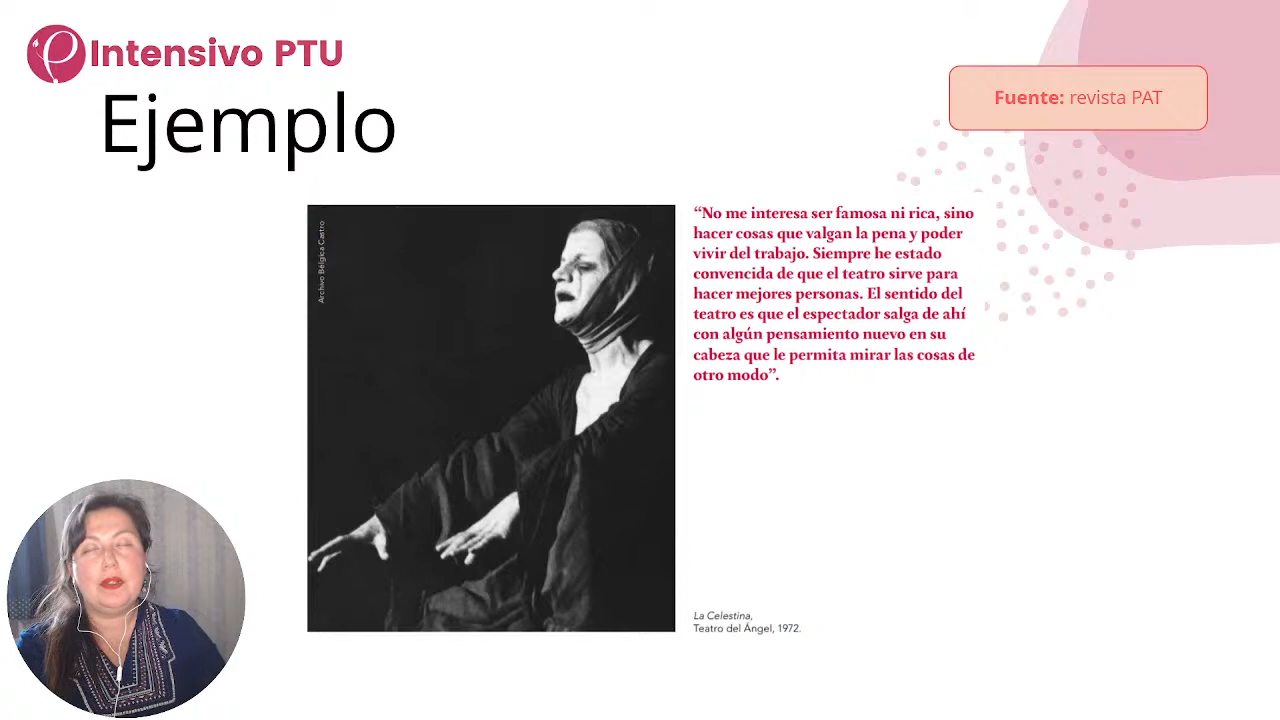 Intensivo PTU
Ejemplo
Fuente: revista PAT
Archivo Bélgica Castro
“No me interesa ser famosa ni rica, sino
hacer cosas que valgan la pena y poder
vivir del trabajo. Siempre he estado
convencida de que el teatro sirve para
hacer mejores personas. El sentido del
teatro es que el espectador salga de ahí
con algún pensamiento nuevo en su
cabeza que le permita mirar las cosas de
otro modo”.
La Celestina,
Teatro del Ángel, 1972.